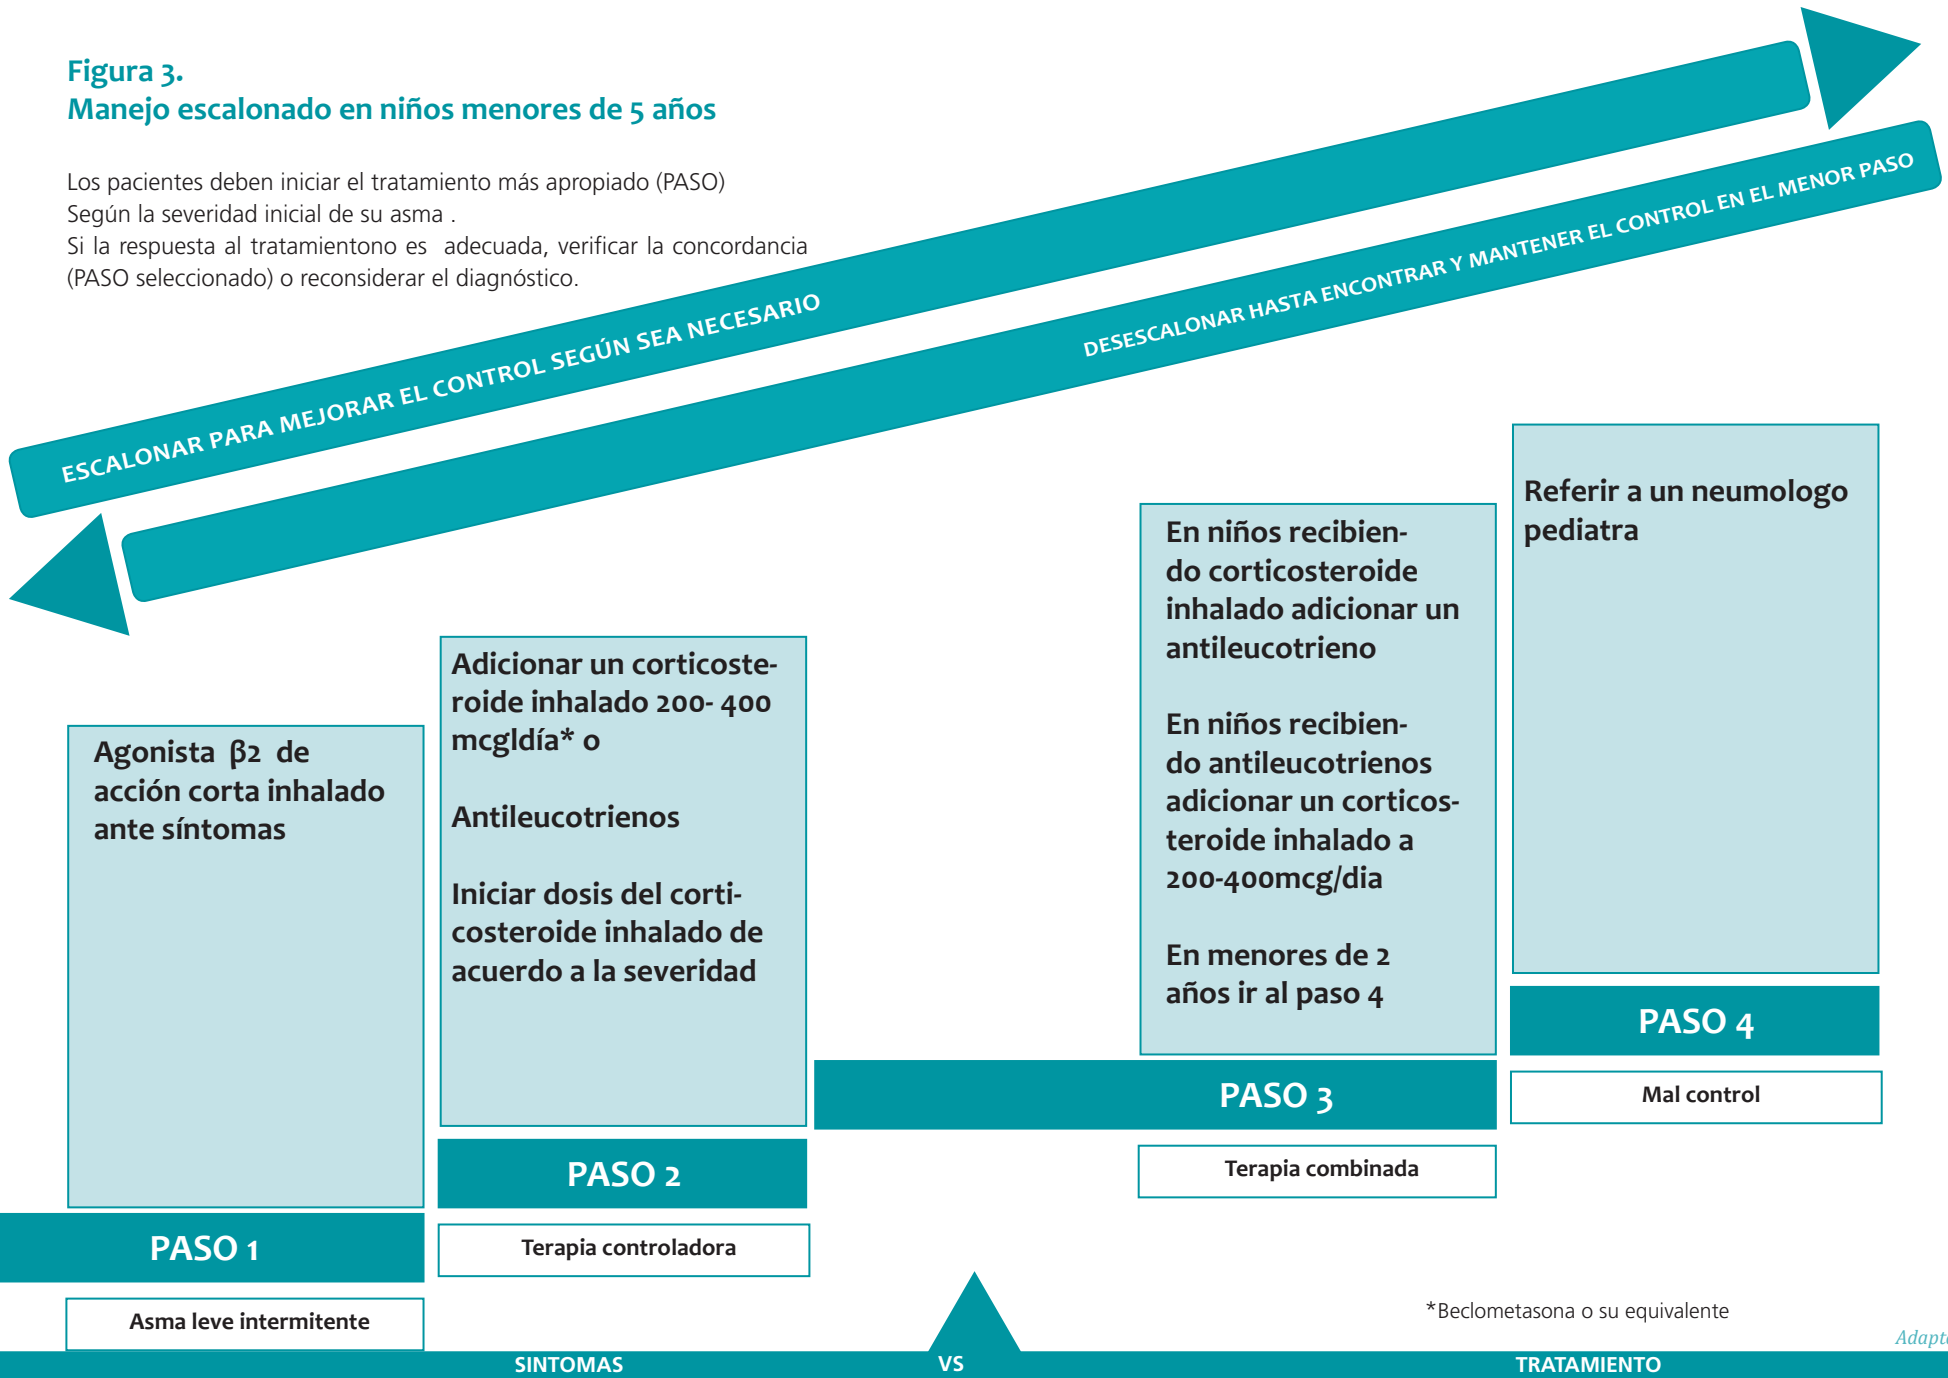 Figura 3.
Manejo escalonado en niños menores de 5 años
Los pacientes deben iniciar el tratamiento más apropiado (PASO)
Según la severidad inicial de su asma .
Si la respuesta al tratamientono es adecuada, verificar la concordancia
(PASO seleccionado) o reconsiderar el diagnóstico.
ESCALONAR PARA MEJORAR EL CONTROL SEGÚN SEA NECESARIO
DESESCALONAR HASTA ENCONTRAR Y MANTENER EL CONTROL EN EL MENOR PASO
Agonista β2 de
acción corta inhalado
ante síntomas
PASO 1
Asma leve intermitente
Adicionar un corticoste-
roide inhalado 200- 400
mcgldía* o
Antileucotrienos
Iniciar dosis del corti-
costeroide inhalado de
acuerdo a la severidad
PASO 2
Terapia controladora
En niños recibien-
do corticosteroide
inhalado adicionar un
antileucotrieno
En niños recibien-
do antileucotrienos
adicionar un corticos-
teroide inhalado a
200-400mcg/dia
En menores de 2
años ir al paso 4
PASO 3
Terapia combinada
Referir a un neumologo
pediatra
PASO 4
Mal control
*Beclometasona o su equivalente
SINTOMAS VS TRATAMIENTO